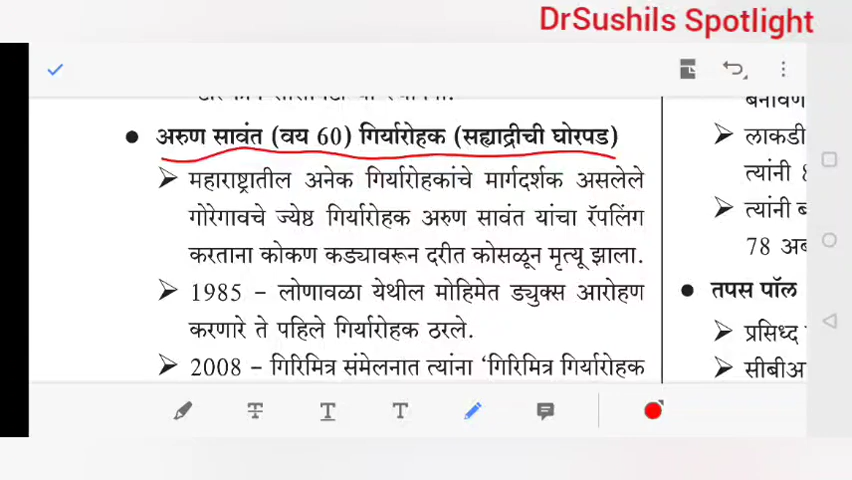 DrSushils Spotlight
अरुण सावंत (वय 60) गिर्यारोहक (सह्याद्रीची घोरपड)
महाराष्ट्रातील अनेक गिर्यारोहकांचे मार्गदर्शक असलेले
गोरेगावचे ज्येष्ठ गिर्यारोहक अरुण सावंत यांचा रॅपलिंग
करताना कोकण कड्यावरून दरीत कोसळून मृत्यू झाला.
1985 – लोणावळा येथील मोहिमेत ड्युक्स आरोहण
करणारे ते पहिले गिर्यारोहक ठरले.
2008 – गिरिमित्र संमेलनात त्यांना ‘गिरिमित्र गिर्यारोहक
लाकडी
त्यांनी
त्यांनी ब
78 अब
तपस पॉल
प्रसिध्द
सीबीअ
T T T